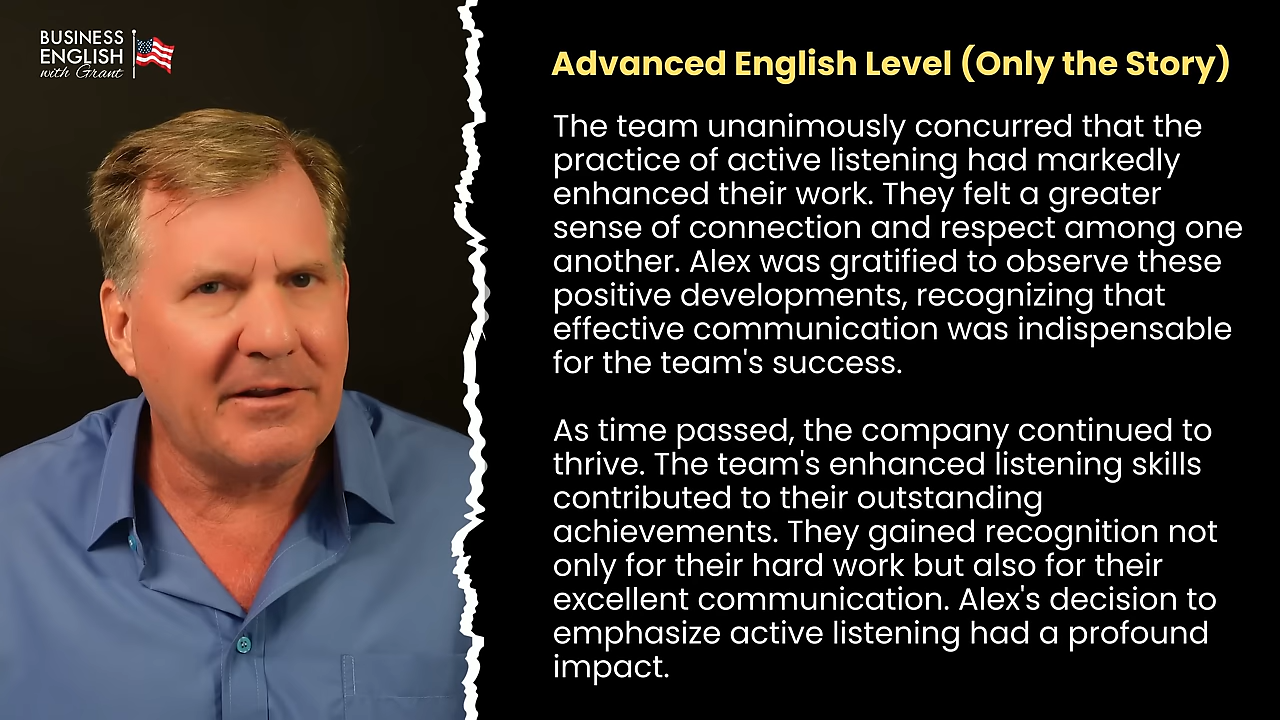 BUSINESS
ENGLISH
with Grant
Advanced English Level (Only the Story)
The team unanimously concurred that the
practice of active listening had markedly
enhanced their work. They felt a greater
sense of connection and respect among one
another. Alex was gratified to observe these
positive developments, recognizing that
effective communication was indispensable
for the team's success.
As time passed, the company continued to
thrive. The team's enhanced listening skills
contributed to their outstanding
achievements. They gained recognition not
only for their hard work but also for their
excellent communication. Alex's decision to
emphasize active listening had a profound
impact.